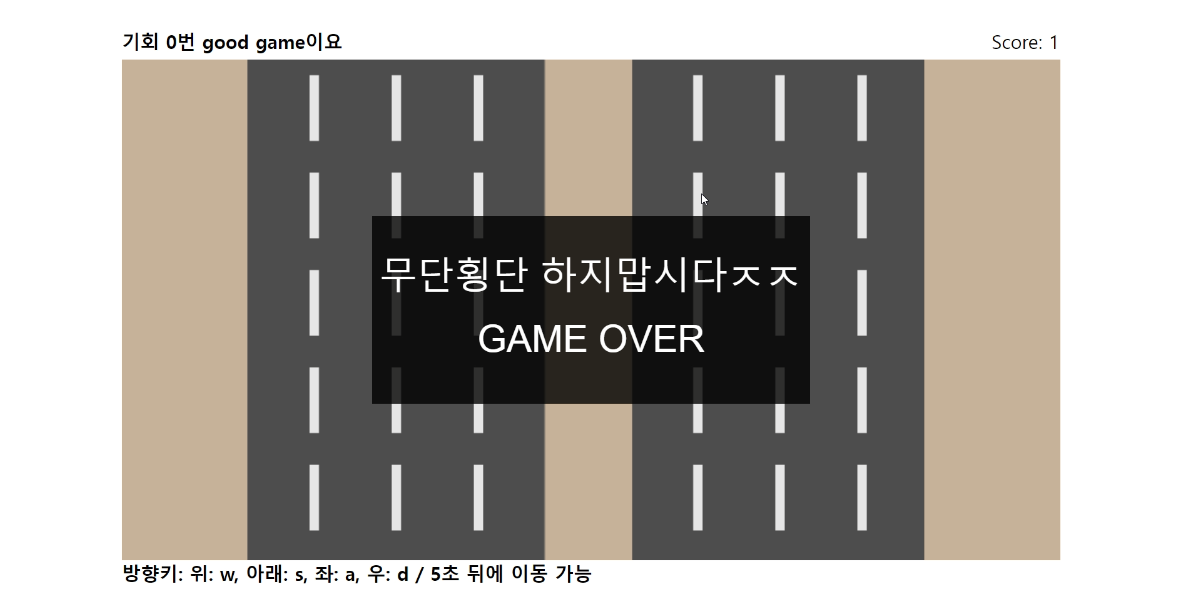 기회 0번 good game이요
Score: 1
무단횡단 하지맙시다ㅈㅈ
GAME OVER
방향키: 위: w, 아래: s, 좌: a, 우: d / 5초 뒤에 이동 가능